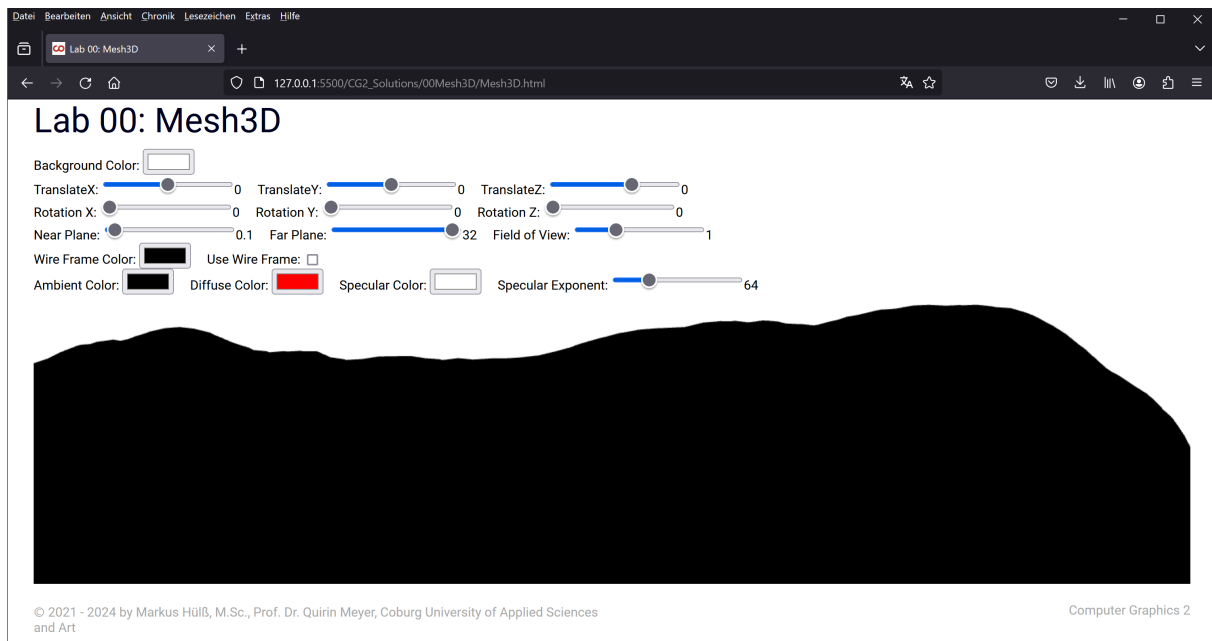 Datei Bearbeiten Ansicht Chronik Lesezeichen Extras Hilfe
Lab 00: Mesh3D
127.0.0.1:5500/CG2_Solutions/00Mesh3D/Mesh3D.html
Lab 00: Mesh3D
Background Color:
TranslateX: 0 TranslateY: 0 TranslateZ: 0
Rotation X: 0 Rotation Y: 0 Rotation Z: 0
Near Plane: 0.1 Far Plane: 32 Field of View: 1
Wire Frame Color: Use Wire Frame:
Ambient Color: Diffuse Color: Specular Color: Specular Exponent: 64
© 2021 - 2024 by Markus Hülß, M.Sc., Prof. Dr. Quirin Meyer, Coburg University of Applied Sciences
and Art
Computer Graphics 2